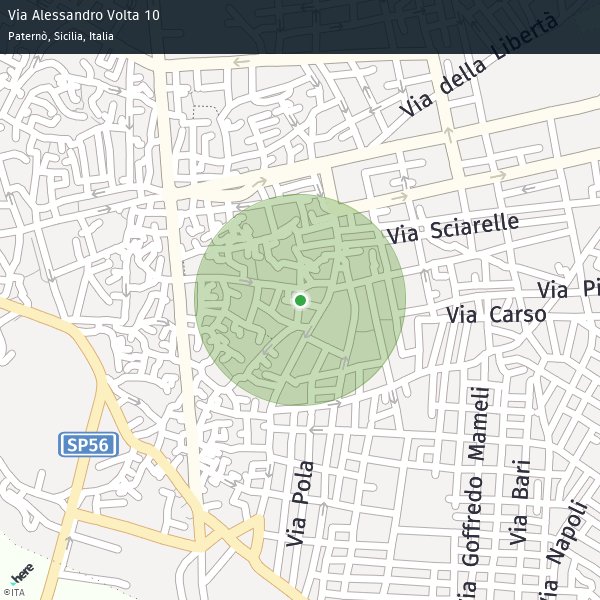 Via Alessandro Volta 10
Paternò, Sicilia, Italia
Via della Libertà
Via Sciarelle
Via Pi
Via Carso
SP56
Via Pola
Via Goffredo Mameli
Via Bari
Via Napoli
here
©ITA